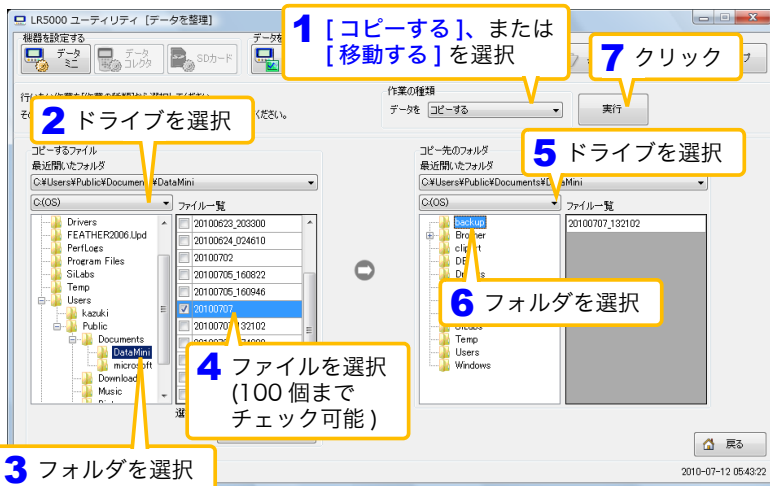 LR5000 ユーティリティ [データを整理]
機器を設定する
データを
データ
ミニ
データ
コレクタ
SDカード
1 [コピーする]、または
[移動する]を選択
7 クリック
作業の種類
データを コピーする
実行
ください。
2 ドライブを選択
コピーするファイル
最近開いたフォルダ
C:¥Users¥Public¥Documents¥DataMini
C:(OS)
ファイル一覧
Drivers
FEATHER2006.Upd
PerfLogs
Program Files
SiLabs
Temp
Users
kazuki
Public
Documents
DataMini
microsoft
Download
Music
20100623_203300
20100624_024610
20100702
20100705_160822
20100705_160946
20100707
4 ファイルを選択
(100 個まで
チェック可能)
3 フォルダを選択
コピー先のフォルダ
最近開いたフォルダ
5 ドライブを選択
C:(OS)
ファイル一覧
backup
Brother
20100707_132102
6 フォルダを選択
Temp
Users
Windows
戻る
2010-07-12 05:43:22